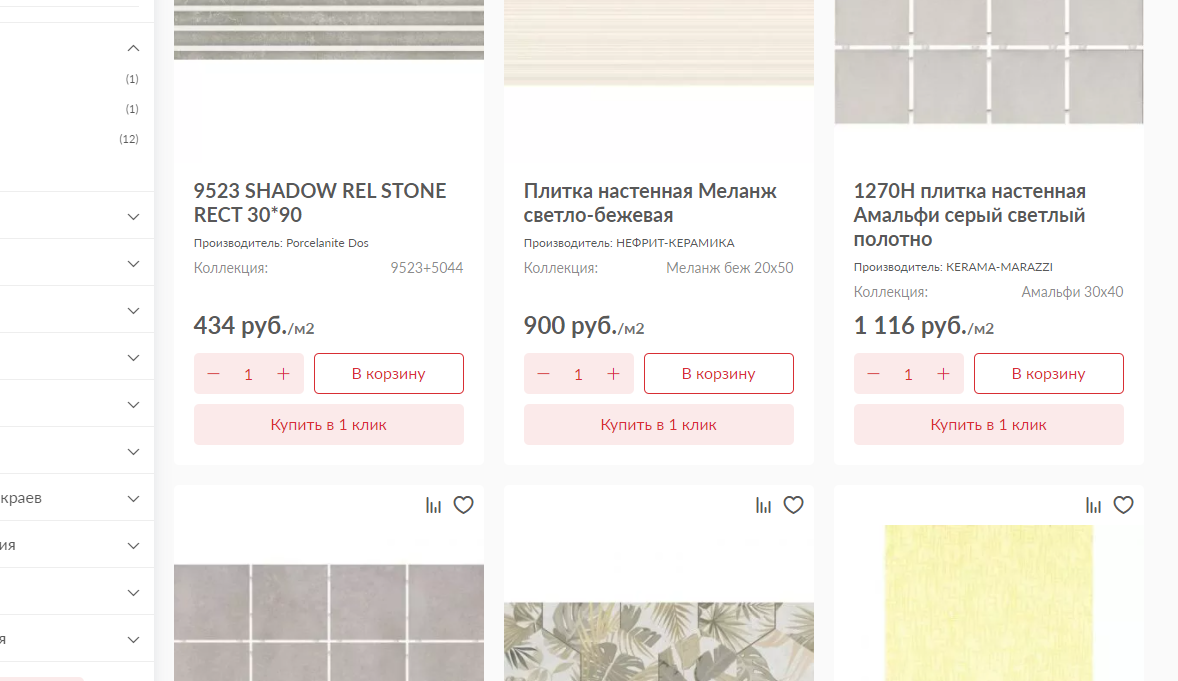 (1)
(1)
(12)
краев
ия
я
9523 SHADOW REL STONE
RECT 30*90
Производитель: Porcelanite Dos
Коллекция: 9523+5044
434 руб./м2
1
В корзину
Купить в 1 клик
Плитка настенная Меланж
светло-бежевая
Производитель: НЕФРИТ-КЕРАМИКА
Коллекция: Меланж беж 20x50
900 руб./м2
1
В корзину
Купить в 1 клик
1270H плитка настенная
Амальфи серый светлый
полотно
Производитель: KERAMA-MARAZZI
Коллекция: Амальфи 30x40
1 116 руб./м2
1
В корзину
Купить в 1 клик